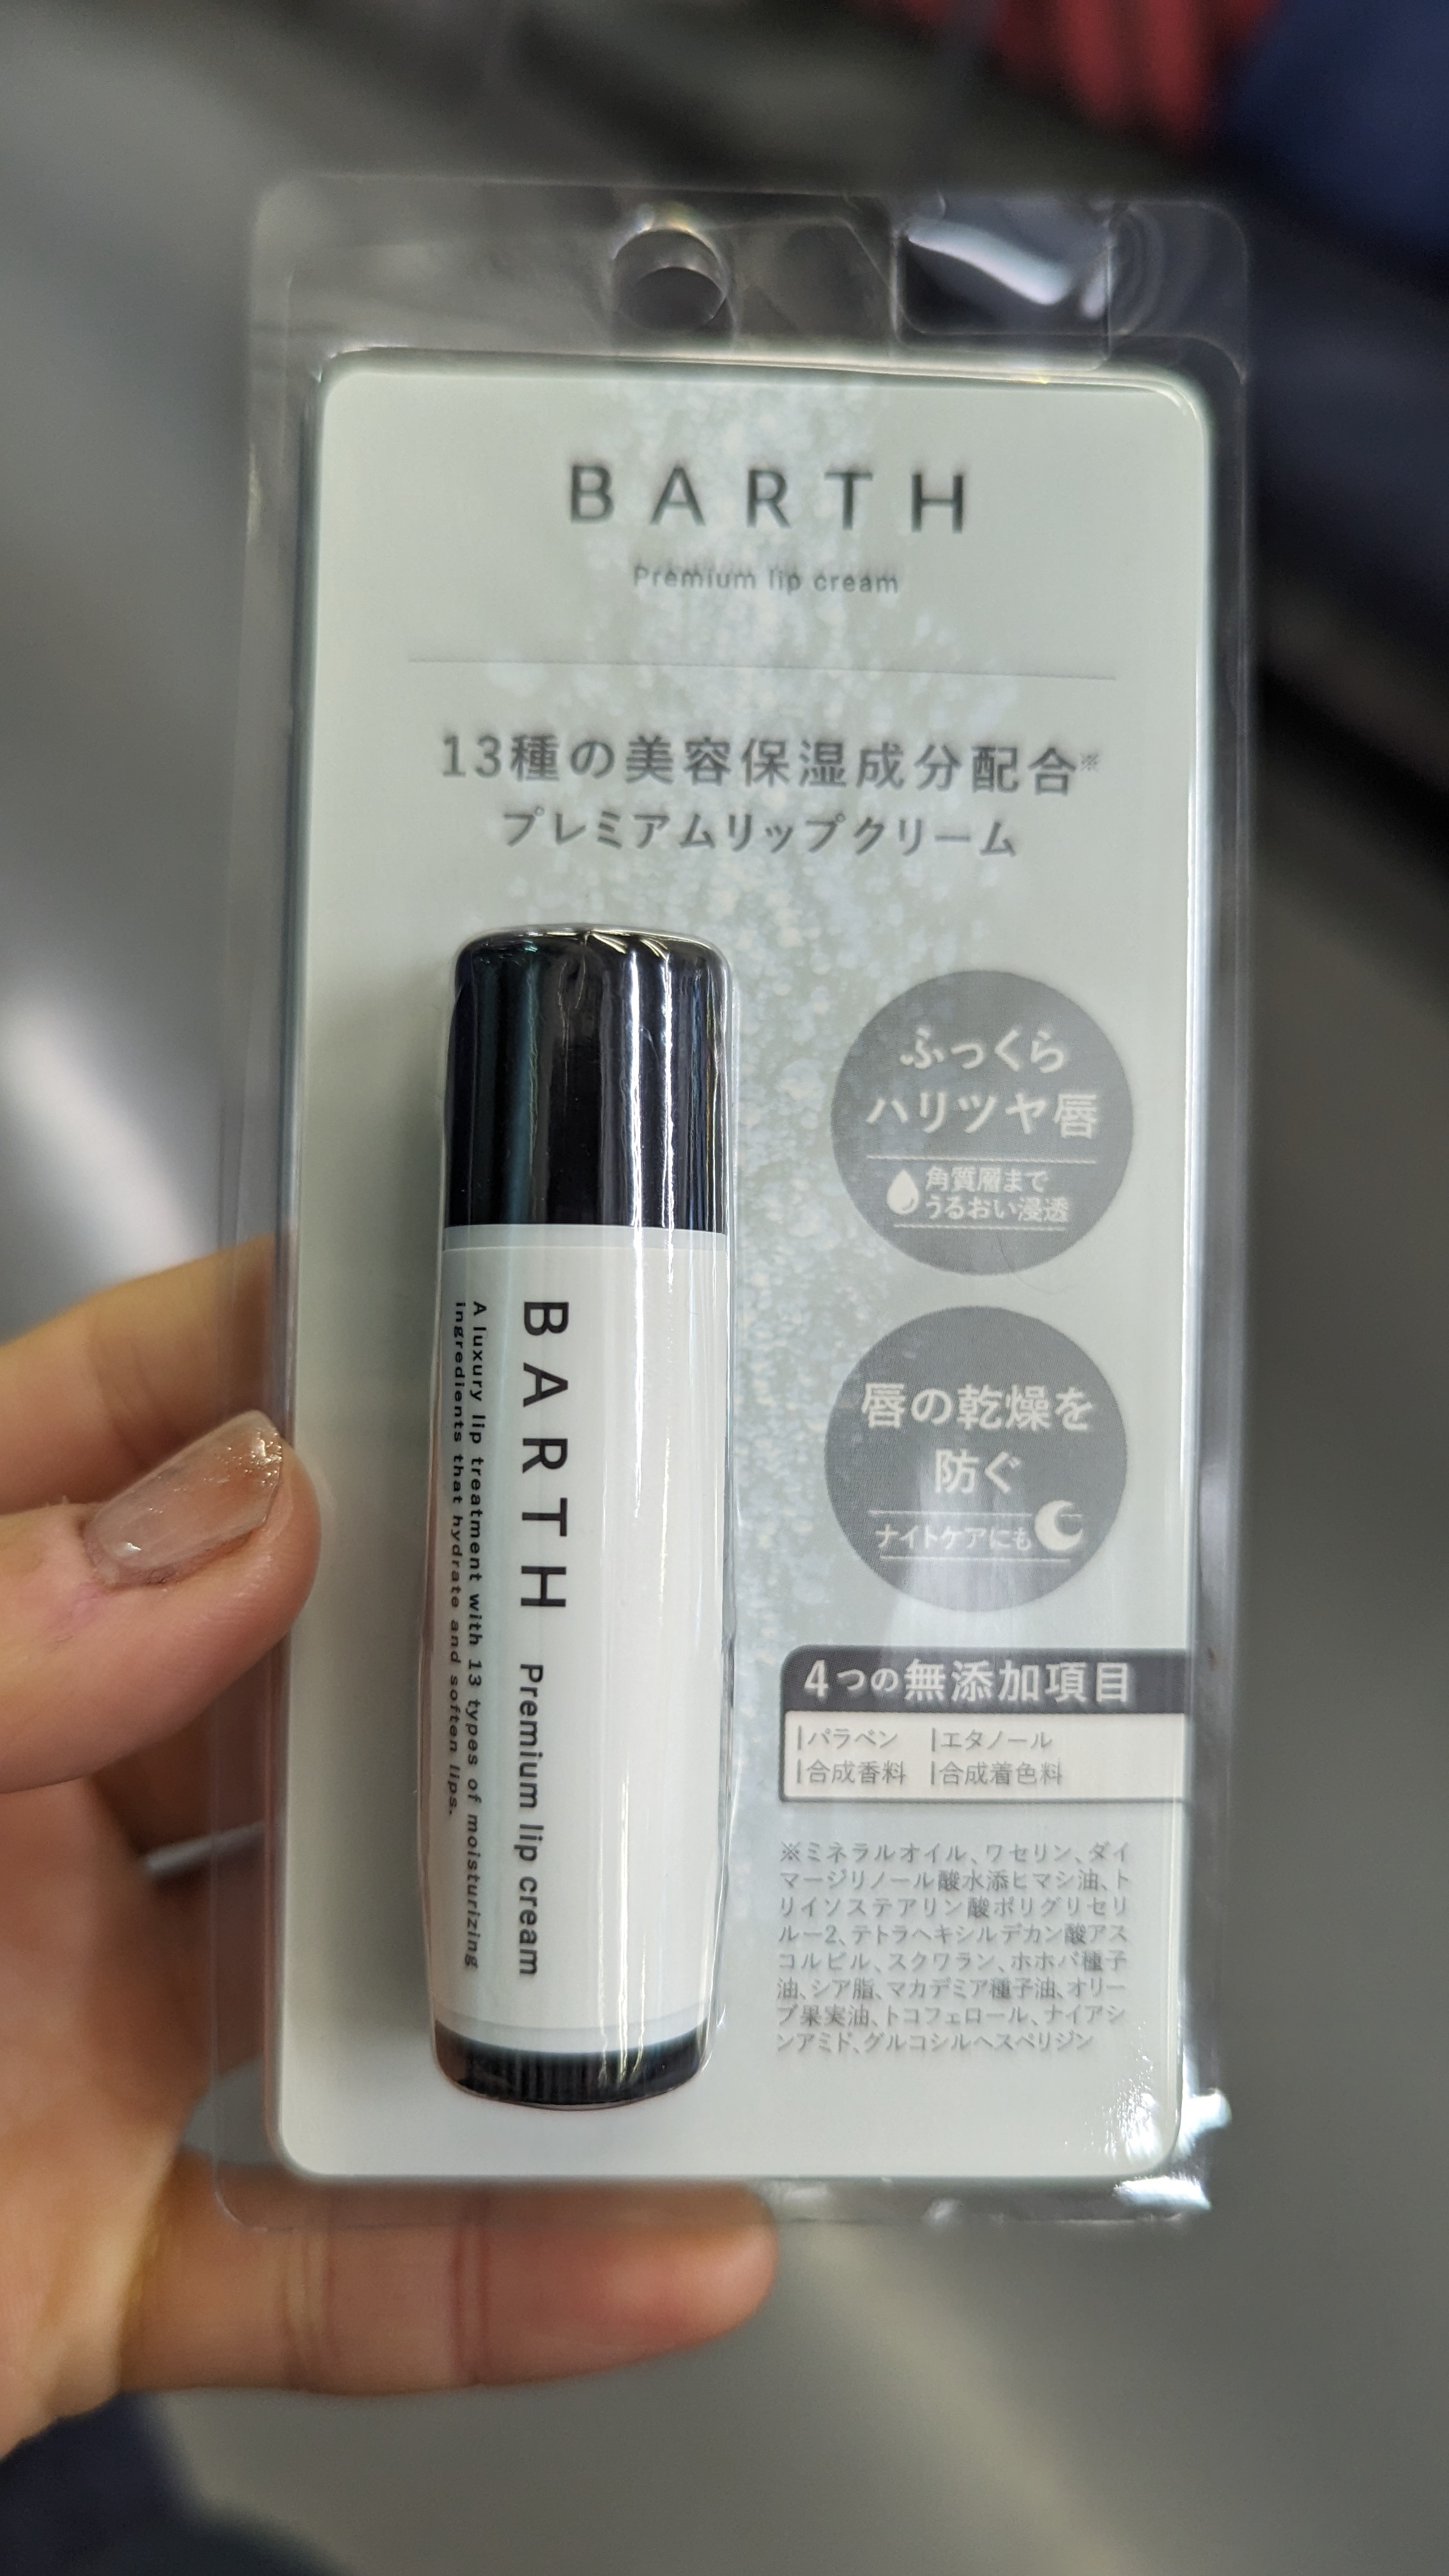 BARTH
Premium lip cream
13種の美容保湿成分配合※
プレミアムリップクリーム
BARTH Premium lip cream
A luxury lip treatment with 13 types of moisturizing
ingredients that hydrate and soften lips.
ふっくら
ハリツヤ唇
角質層まで
うるおい浸透
唇の乾燥を
防ぐ
ナイトケアにも
4つの無添加項目
|パラベン |エタノール
|合成香料 |合成着色料
※ミネラルオイル、ワセリン、ダイ
マージリノール酸水添ヒマシ油、ト
リイソステアリン酸ポリグリセリ
ル−2、テトラヘキシルデカン酸アス
コルビル、スクワラン、ホホバ種子
油、シア脂、マカデミア種子油、オリー
ブ果実油、トコフェロール、ナイアシ
ンアミド、グルコシルヘスペリジン